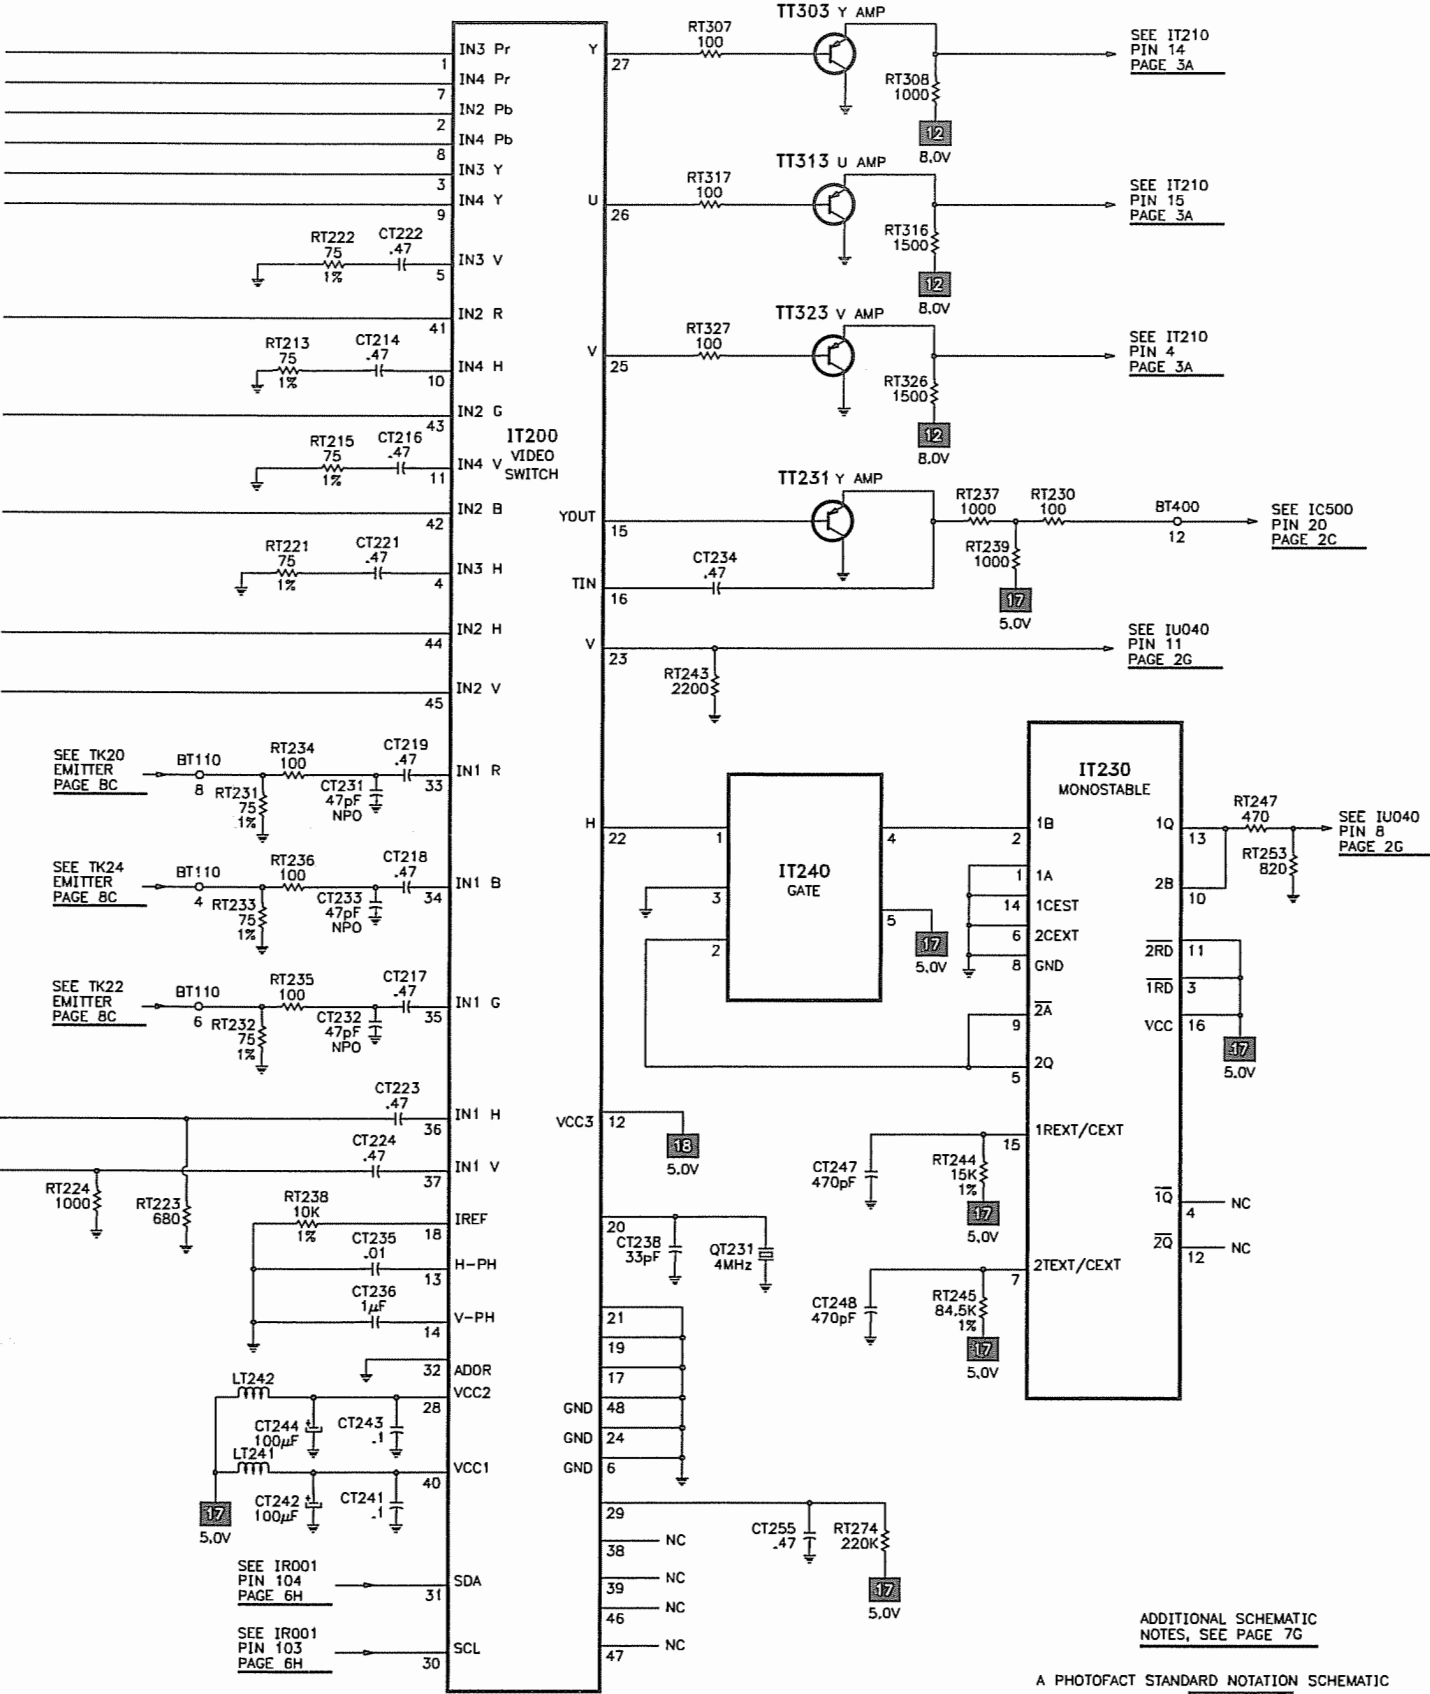 TT303 Y AMP
RT307
100
IN3 Pr
1
Y
27
RT308
1000
12
8.0V
SEE IT210
PIN 14
PAGE 3A
IN4 Pr
7
IN2 Pb
2
IN4 Pb
8
IN3 Y
3
IN4 Y
9
TT313 U AMP
RT317
100
U
26
RT316
1500
12
8.0V
SEE IT210
PIN 15
PAGE 3A
RT222
75
1%
CT222
.47
IN3 V
5
IN2 R
41
TT323 V AMP
RT327
100
V
25
RT326
1500
12
8.0V
SEE IT210
PIN 4
PAGE 3A
RT213
75
1%
CT214
.47
IN4 H
10
IN2 G
43
IT200
VIDEO
SWITCH
RT215
75
1%
CT216
.47
IN4 V
11
IN2 B
42
TT231 Y AMP
YOUT
15
RT237
1000
RT230
100
BT400
12
SEE IC500
PIN 20
PAGE 2C
RT239
1000
17
5.0V
RT221
75
1%
CT221
.47
IN3 H
4
CT234
.47
TIN
16
IN2 H
44
V
23
RT243
2200
SEE IU040
PIN 11
PAGE 2G
IN2 V
45
SEE TK20
EMITTER
PAGE 8C
BT110
8
RT231
75
1%
RT234
100
CT231
47pF
NPO
CT219
.47
IN1 R
33
H
22
1
4
IT240
GATE
3
5
2
17
5.0V
IT230
MONOSTABLE
1B
2
1Q
13
RT247
470
SEE IU040
PIN 8
PAGE 2G
RT253
820
1
1A
2B
10
14
1CEST
6
2CEXT
8
GND
2RD
11
1RD
3
VCC
16
17
5.0V
2A
9
2Q
5
SEE TK24
EMITTER
PAGE 8C
BT110
4
RT233
75
1%
RT236
100
CT233
47pF
NPO
CT218
.47
IN1 B
34
SEE TK22
EMITTER
PAGE 8C
BT110
6
RT232
75
1%
RT235
100
CT232
47pF
NPO
CT217
.47
IN1 G
35
CT223
.47
IN1 H
36
VCC3
12
18
5.0V
1REXT/CEXT
15
CT247
470pF
RT244
15K
1%
17
5.0V
CT224
.47
IN1 V
37
RT224
1000
RT223
680
1Q
4
NC
2Q
12
NC
RT238
10K
1%
IREF
18
20
CT238
33pF
QT231
4MHz
CT235
.01
H-PH
13
2TEXT/CEXT
7
CT248
470pF
RT245
84.5K
1%
17
5.0V
CT236
1µF
V-PH
14
21
19
32
ADDR
17
LT242
VCC2
28
GND
48
CT244
100µF
CT243
.1
GND
24
LT241
VCC1
40
GND
6
CT242
100µF
CT241
.1
17
5.0V
29
CT255
.47
RT274
220K
17
5.0V
38
NC
SEE IR001
PIN 104
PAGE 6H
SDA
31
39
NC
46
NC
SEE IR001
PIN 103
PAGE 6H
SCL
30
47
NC
ADDITIONAL SCHEMATIC
NOTES, SEE PAGE 7G
A PHOTOFACT STANDARD NOTATION SCHEMATIC